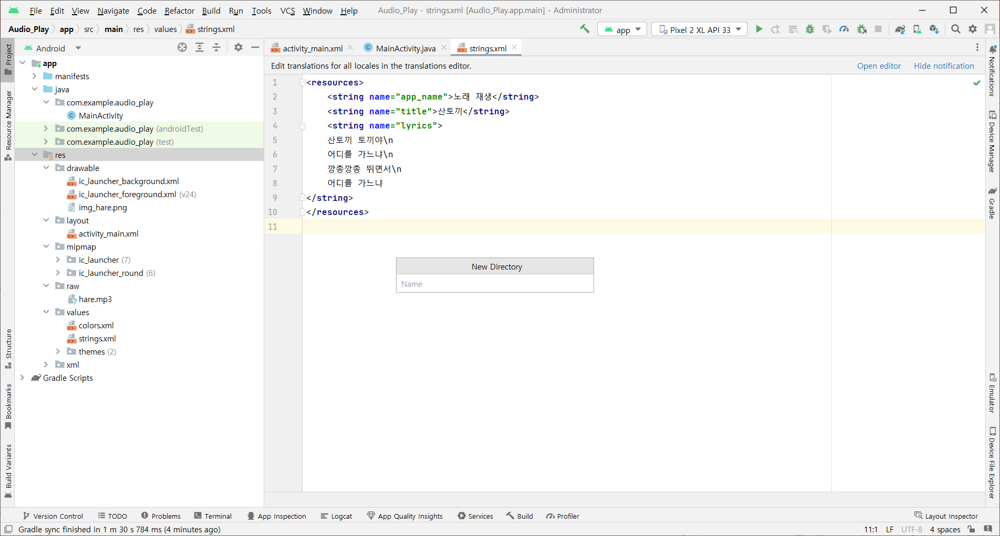 File Edit View Navigate Code Refactor Build Run Tools VCS Window Help Audio_Play - strings.xml [Audio_Play.app.main] - Administrator
Audio_Play app src main res values strings.xml app Pixel 2 XL API 33
Project
Resource Manager
Structure
Bookmarks
Build Variants
Android
app
manifests
java
com.example.audio_play
MainActivity
com.example.audio_play (androidTest)
com.example.audio_play (test)
res
drawable
ic_launcher_background.xml
ic_launcher_foreground.xml (v24)
img_hare.png
layout
activity_main.xml
mipmap
ic_launcher (7)
ic_launcher_round (6)
raw
hare.mp3
values
colors.xml
strings.xml
themes (2)
xml
Gradle Scripts
activity_main.xml MainActivity.java strings.xml
Edit translations for all locales in the translations editor. Open editor Hide notification
1 <resources>
2 <string name="app_name">노래 재생</string>
3 <string name="title">산토끼</string>
4 <string name="lyrics">
5 산토끼 토끼야\n
6 어디를 가느냐\n
7 깡총깡총 뛰면서\n
8 어디를 가느냐
9 </string>
10 </resources>
11
New Directory
Name
Notifications
Device Manager
Gradle
Emulator
Device File Explorer
Version Control TODO Problems Terminal App Inspection Logcat App Quality Insights Services Build Profiler Layout Inspector
Gradle sync finished in 1 m 30 s 784 ms (4 minutes ago) 11:1 LF UTF-8 4 spaces